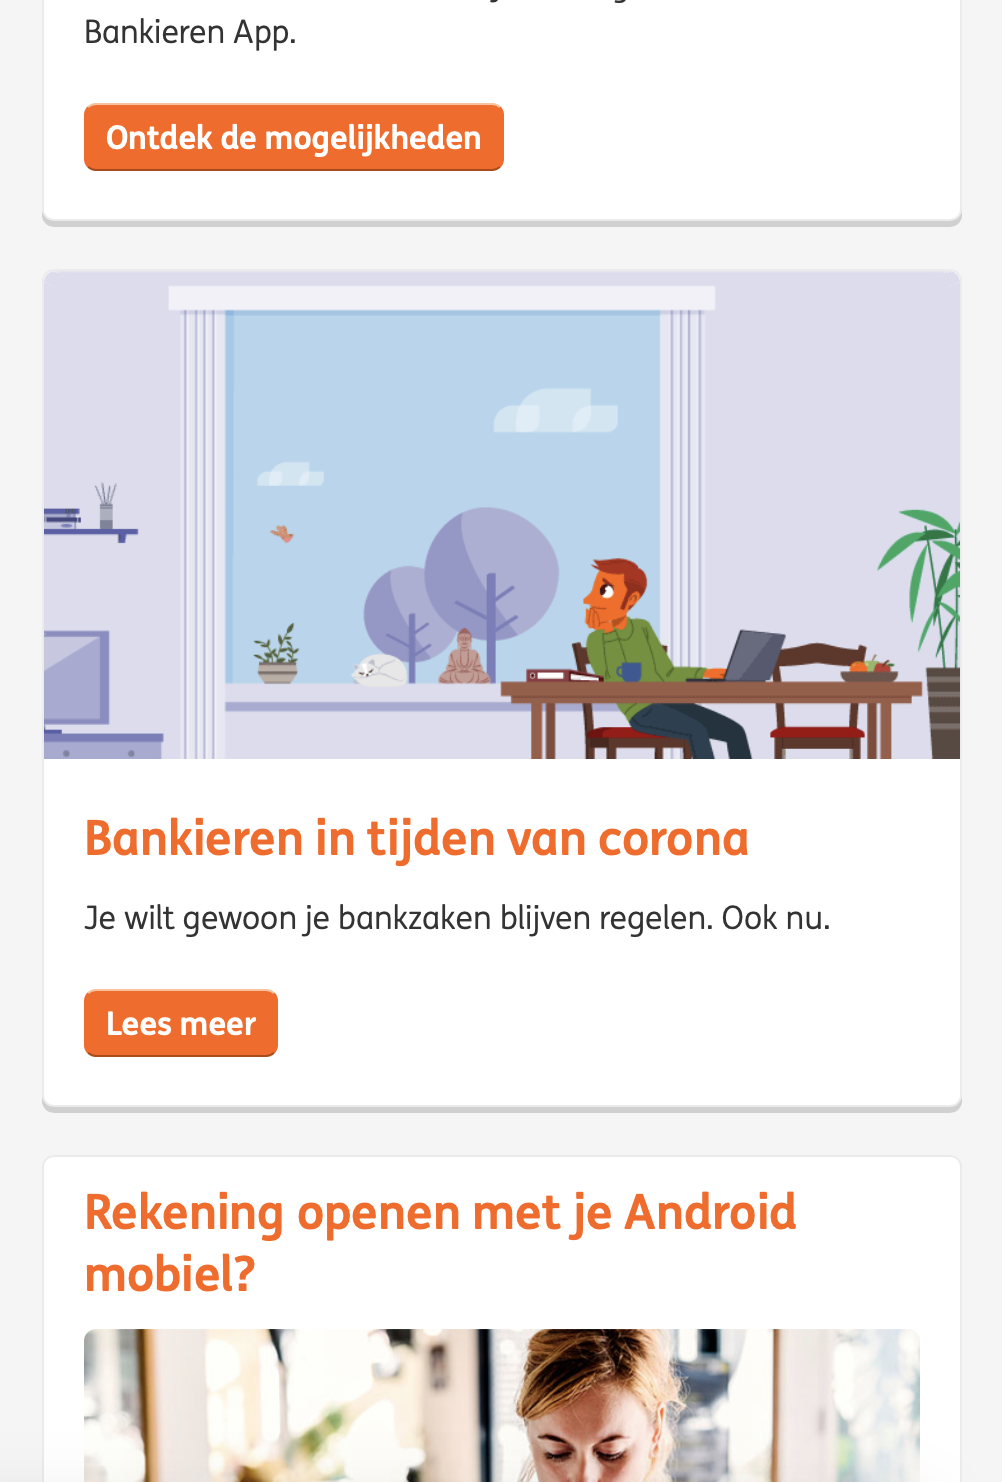 Bankieren App.
Ontdek de mogelijkheden
Bankieren in tijden van corona
Je wilt gewoon je bankzaken blijven regelen. Ook nu.
Lees meer
Rekening openen met je Android
mobiel?